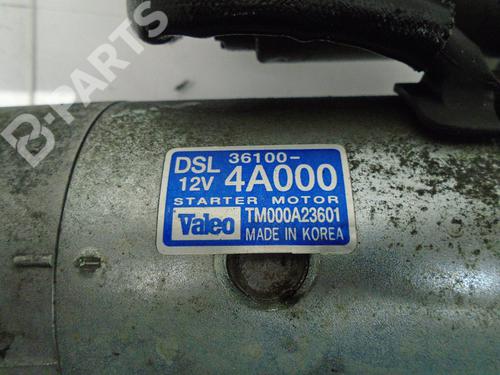 B-PARTS
DSL 36100-
12V 4A000
STARTER MOTOR
Valeo TM000A23601
MADE IN KOREA